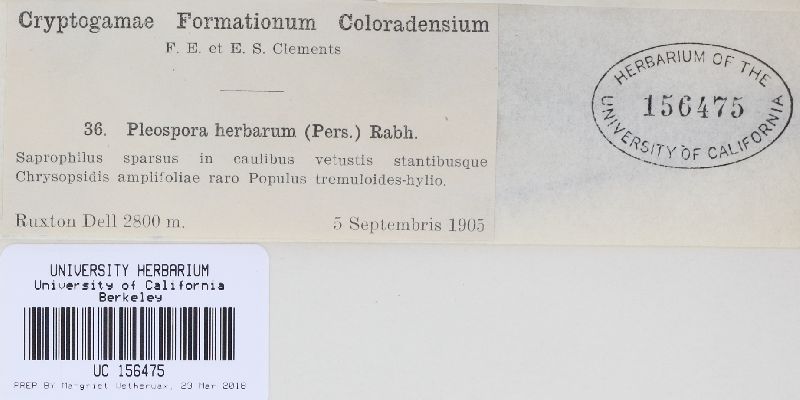 Cryptogamae Formationum Coloradensium
F. E. et E. S. Clements
36. Pleospora herbarum (Pers.) Rabh.
Saprophilus sparsus in caulibus vetustis stantibusque
Chrysopsidis amplifoliae raro Populus tremuloides-hylio.
Ruxton Dell 2800 m. 5 Septembris 1905
HERBARIUM OF THE
156475
UNIVERSITY OF CALIFORNIA
UNIVERSITY HERBARIUM
University of California
Berkeley
UC 156475
PREP BY Margriet Wetherwax, 23 Mar 2016